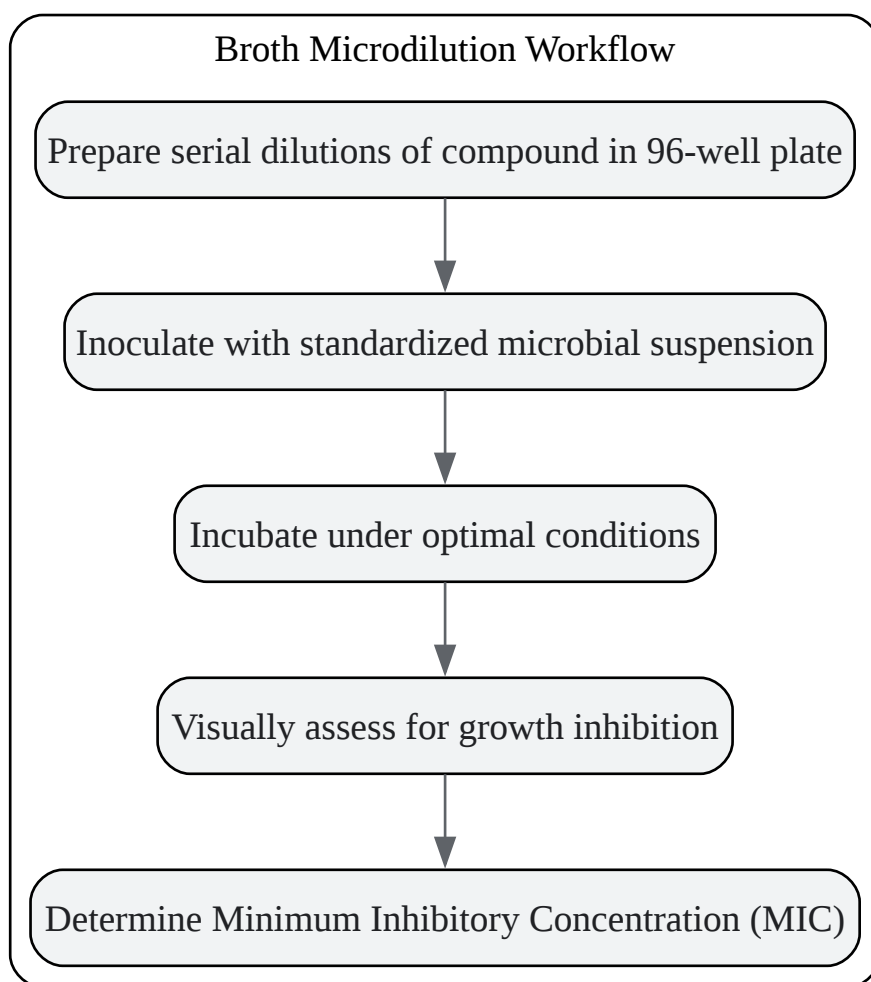 Broth Microdilution Workflow
Prepare serial dilutions of compound in 96-well plate
Inoculate with standardized microbial suspension
Incubate under optimal conditions
Visually assess for growth inhibition
Determine Minimum Inhibitory Concentration (MIC)